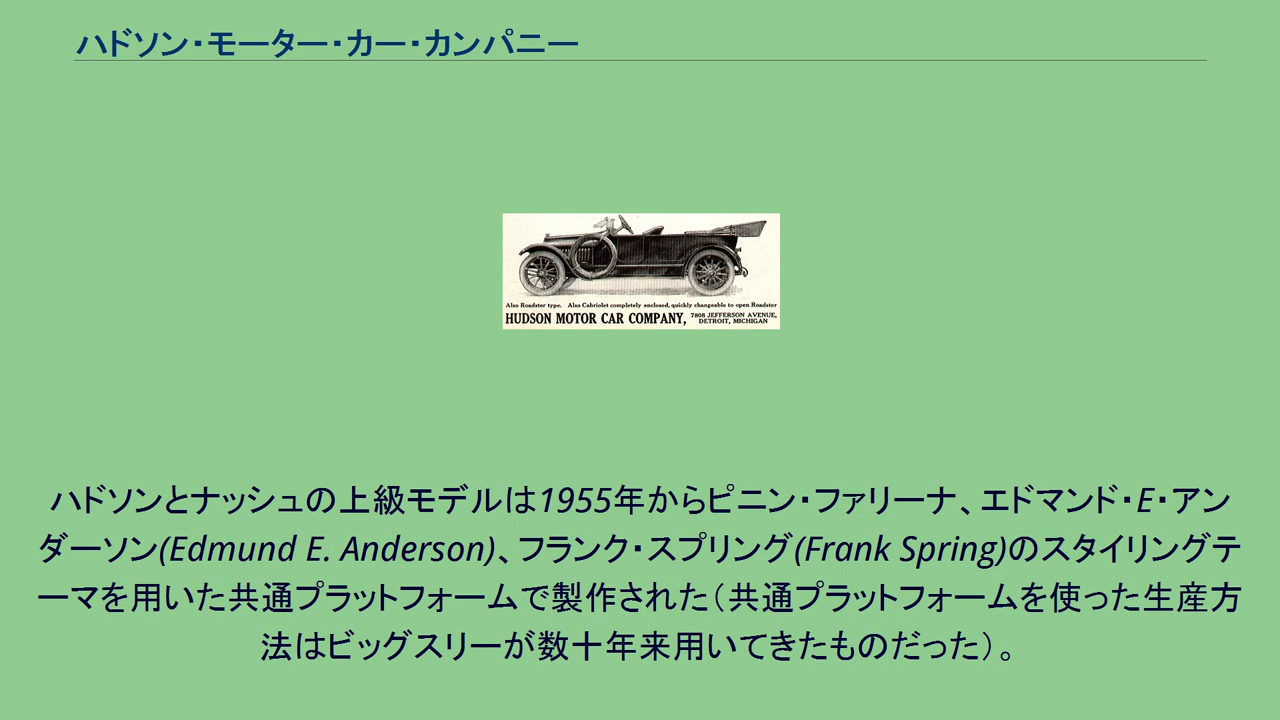 ハドソン・モーター・カー・カンパニー
Also Roadster type. Also Cabriolet completely enclosed, quickly changeable to open Roadster
HUDSON MOTOR CAR COMPANY, 7808 JEFFERSON AVENUE, DETROIT, MICHIGAN
ハドソンとナッシュの上級モデルは1955年からピニン・ファリーナ、エドマンド・E・アン
ダーソン(Edmund E. Anderson)、フランク・スプリング(Frank Spring)のスタイリングテ
ーマを用いた共通プラットフォームで製作された（共通プラットフォームを使った生産方
法はビッグスリーが数十年来用いてきたものだった）。